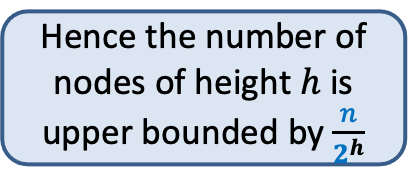 Hence the number of
nodes of height h is
upper bounded by n/2^h